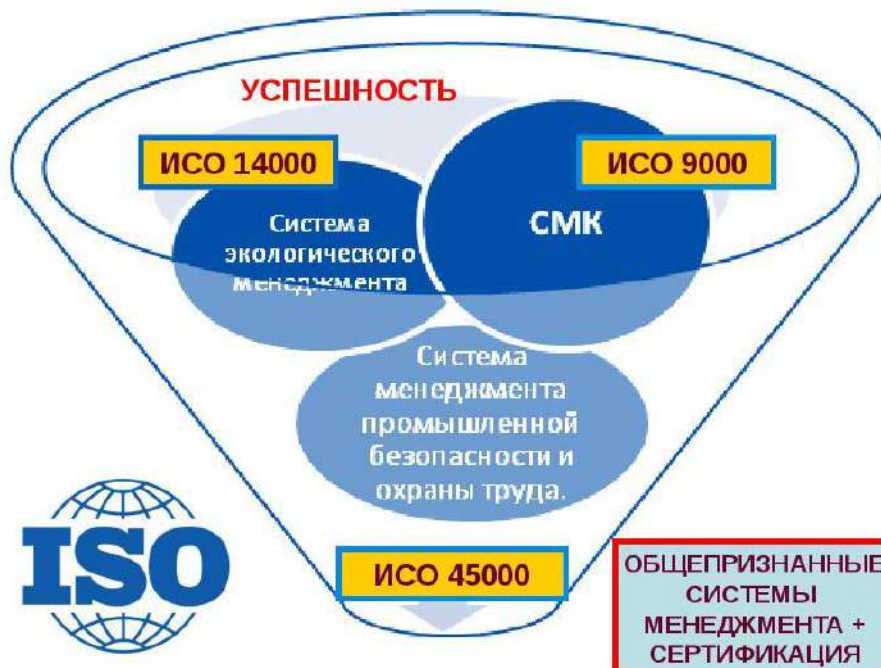 УСПЕШНОСТЬ
ИСО 14000
ИСО 9000
Система
экологического
менеджмента
СМК
Система
менеджмента
промышленной
безопасности и
охраны труда.
ISO
ИСО 45000
ОБЩЕПРИЗНАННЫЕ
СИСТЕМЫ
МЕНЕДЖМЕНТА +
СЕРТИФИКАЦИЯ